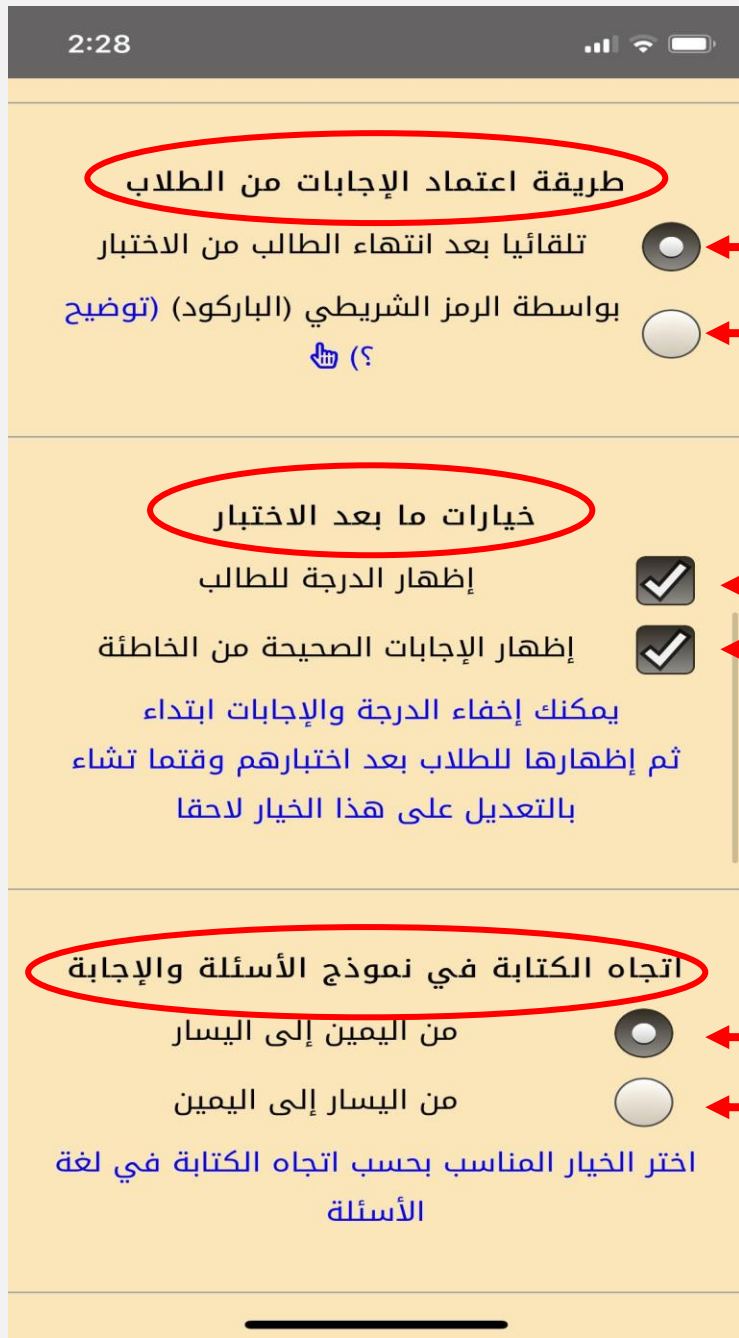 2:28
طريقة اعتماد الإجابات من الطلاب
تلقائيا بعد انتهاء الطالب من الاختبار
بواسطة الرمز الشريطي (الباركود) (توضيح
؟)
خيارات ما بعد الاختبار
إظهار الدرجة للطالب
إظهار الإجابات الصحيحة من الخاطئة
يمكنك إخفاء الدرجة والإجابات ابتداء
ثم إظهارها للطلاب بعد اختبارهم وقتما تشاء
بالتعديل على هذا الخيار لاحقا
اتجاه الكتابة في نموذج الأسئلة والإجابة
من اليمين إلى اليسار
من اليسار إلى اليمين
اختر الخيار المناسب بحسب اتجاه الكتابة في لغة
الأسئلة